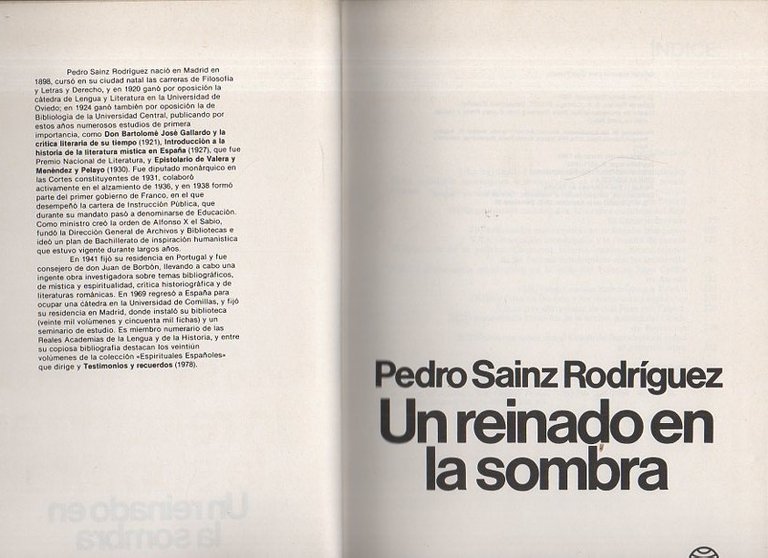 Pedro Sainz Rodríguez nació en Madrid en
1898, cursó en su ciudad natal las carreras de Filosofía
y Letras y Derecho, y en 1920 ganó por oposición la
cátedra de Lengua y Literatura en la Universidad de
Oviedo; en 1924 ganó también por oposición la de
Bibliología de la Universidad Central, publicando por
estos años numerosos estudios de primera
importancia, como Don Bartolomé José Gallardo y la
crítica literaria de su tiempo (1921), Introducción a la
historia de la literatura mística en España (1927), que fue
Premio Nacional de Literatura, y Epistolario de Valera y
Menéndez y Pelayo (1930). Fue diputado monárquico en
las Cortes constituyentes de 1931, colaboró
activamente en el alzamiento de 1936, y en 1938 formó
parte del primer gobierno de Franco, en el que
desempeñó la cartera de Instrucción Pública, que
durante su mandato pasó a denominarse de Educación.
Como ministro creó la orden de Alfonso X el Sabio,
fundó la Dirección General de Archivos y Bibliotecas e
ideó un plan de Bachillerato de inspiración humanística
que estuvo vigente durante largos años.
En 1941 fijó su residencia en Portugal y fue
consejero de don Juan de Borbón, llevando a cabo una
ingente obra investigadora sobre temas bibliográficos,
de mística y espiritualidad, crítica historiográfica y de
literaturas románicas. En 1969 regresó a España para
ocupar una cátedra en la Universidad de Comillas, y fijó
su residencia en Madrid, donde instaló su biblioteca
(veinte mil volúmenes y cincuenta mil fichas) y un
seminario de estudio. Es miembro numerario de las
Reales Academias de la Lengua y de la Historia, y entre
su copiosa bibliografía destacan los veintiún
volúmenes de la colección «Espirituales Españoles»
que dirige y Testimonios y recuerdos (1978).
Pedro Sainz Rodríguez
Un reinado en
la sombra